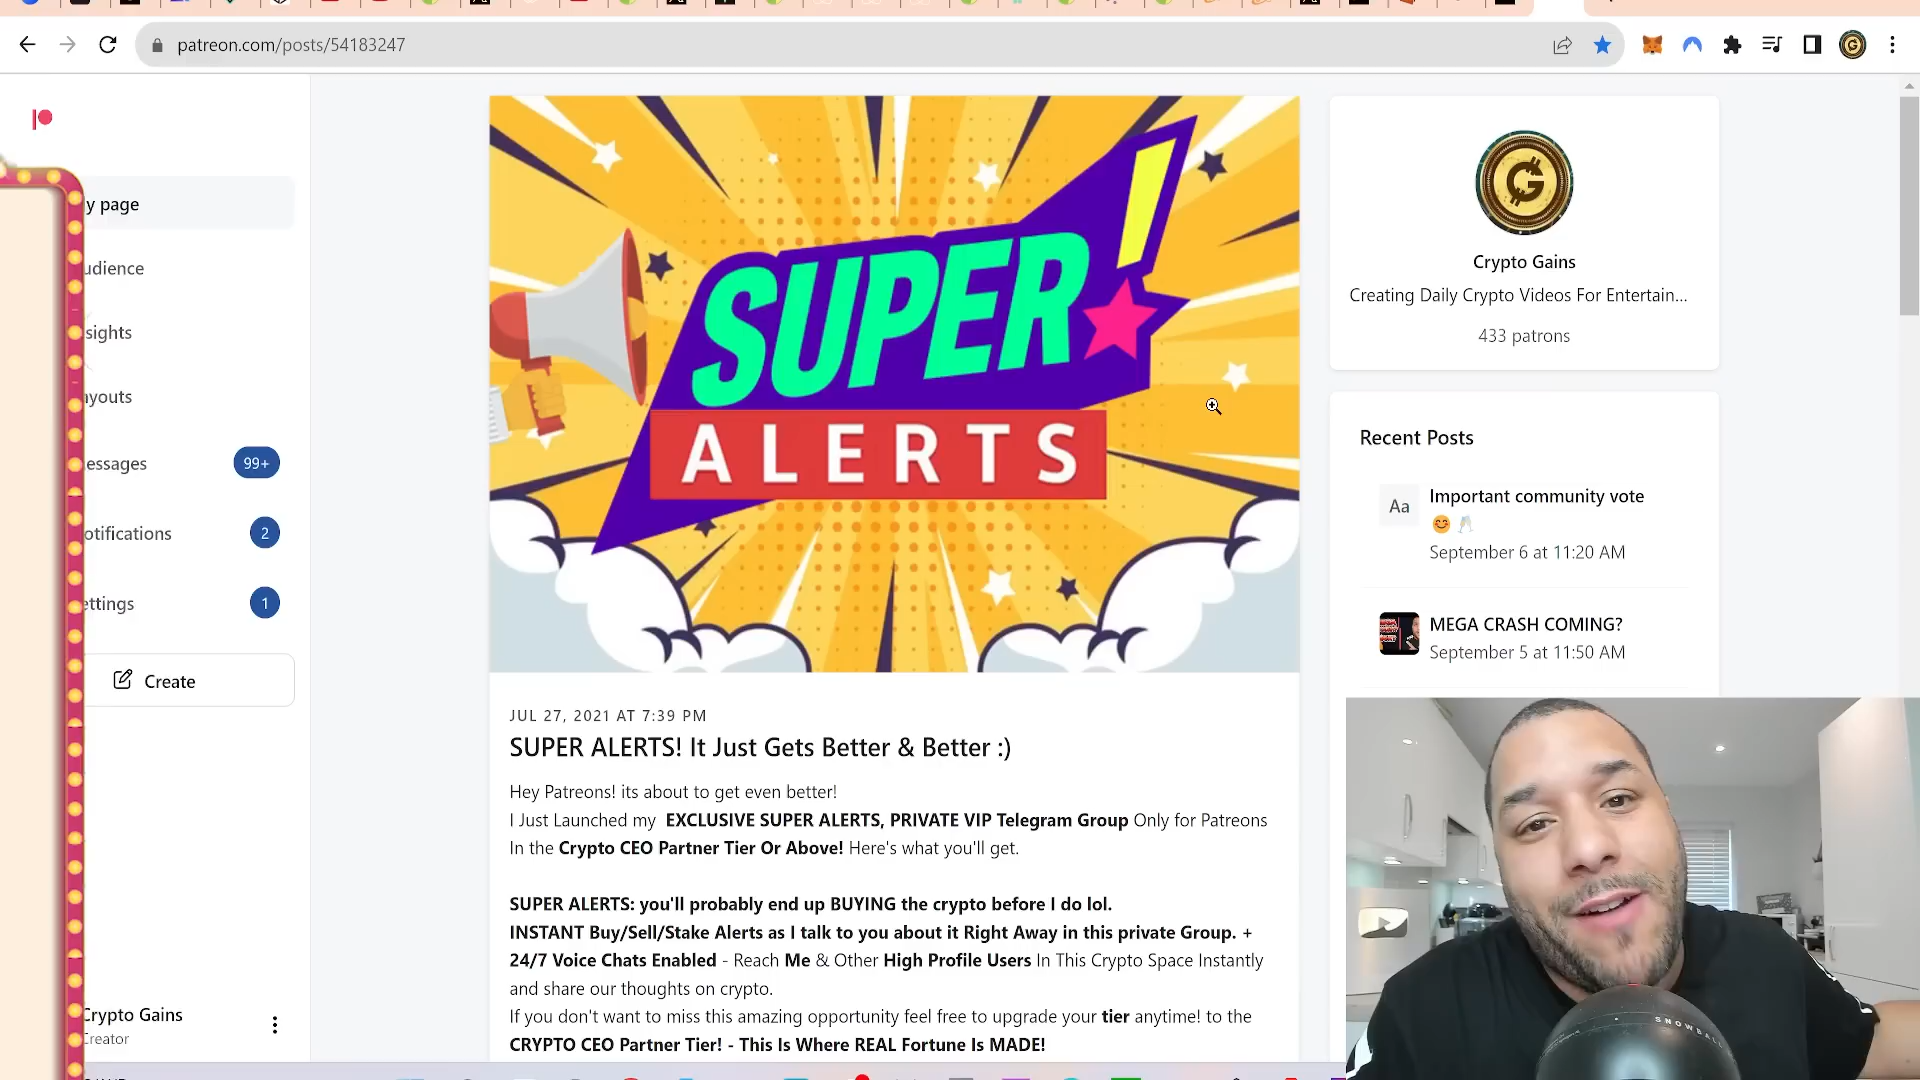 patreon.com/posts/54183247
y page
udience
sights
ayouts
essages
99+
otifications
2
ettings
1
Create
Crypto Gains
Creator
SUPER!
ALERTS
JUL 27, 2021 AT 7:39 PM
SUPER ALERTS! It Just Gets Better & Better :)
Hey Patreons! its about to get even better!
I Just Launched my EXCLUSIVE SUPER ALERTS, PRIVATE VIP Telegram Group Only for Patreons
In the Crypto CEO Partner Tier Or Above! Here's what you'll get.
SUPER ALERTS: you'll probably end up BUYING the crypto before I do lol.
INSTANT Buy/Sell/Stake Alerts as I talk to you about it Right Away in this private Group. +
24/7 Voice Chats Enabled - Reach Me & Other High Profile Users In This Crypto Space Instantly
and share our thoughts on crypto.
If you don't want to miss this amazing opportunity feel free to upgrade your tier anytime! to the
CRYPTO CEO Partner Tier! - This Is Where REAL Fortune Is MADE!
Crypto Gains
Creating Daily Crypto Videos For Entertain...
433 patrons
Recent Posts
Aa
Important community vote
😊 🥂
September 6 at 11:20 AM
MEGA CRASH COMING?
September 5 at 11:50 AM
SNOWBALL